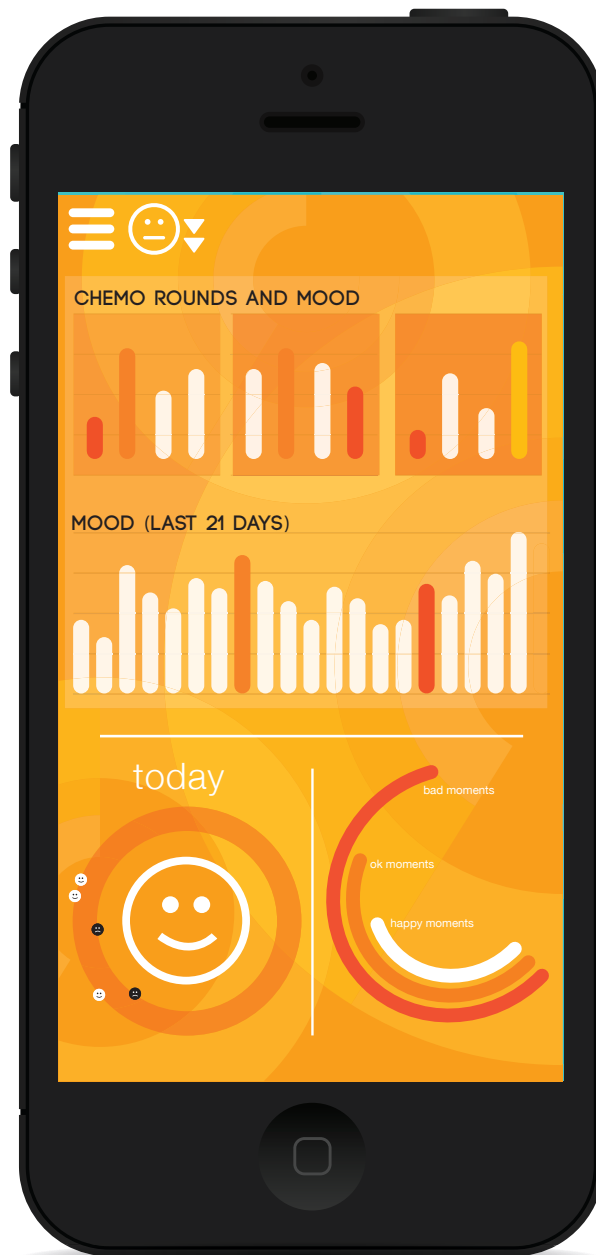 CHEMO ROUNDS AND MOOD
MOOD (LAST 21 DAYS)
today
bad moments
ok moments
happy moments